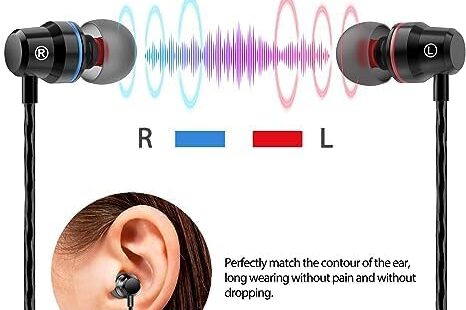 R
L
R
L
Perfectly match the contour of the ear,
long wearing without pain and without
dropping.